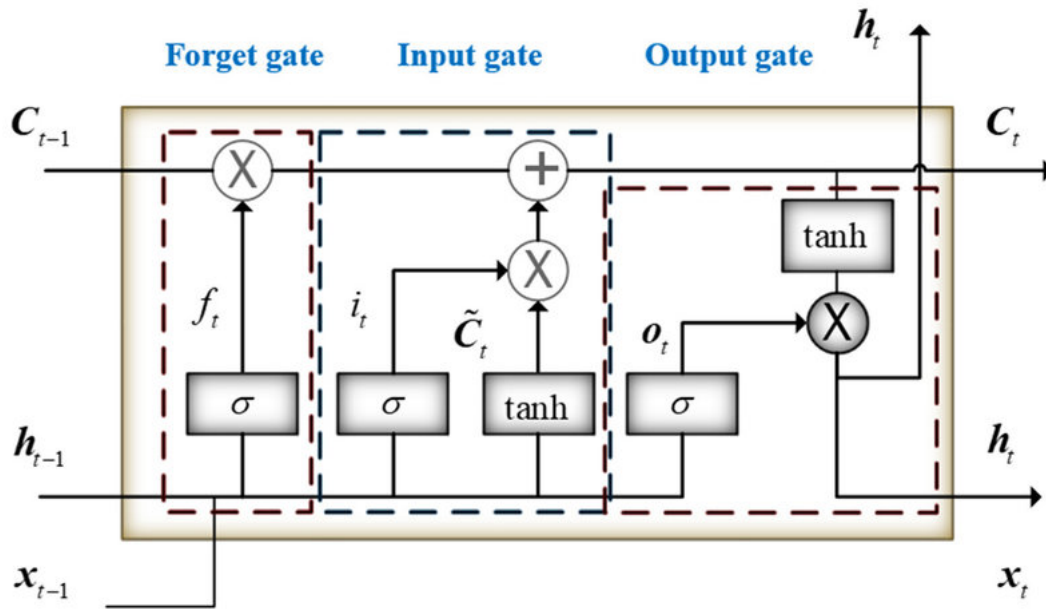 h_t
Forget gate Input gate Output gate
C_{t-1} C_t
X + 
tanh
X
f_t i_t C̃_t o_t X
σ σ tanh σ
h_{t-1} h_t
x_{t-1} x_t